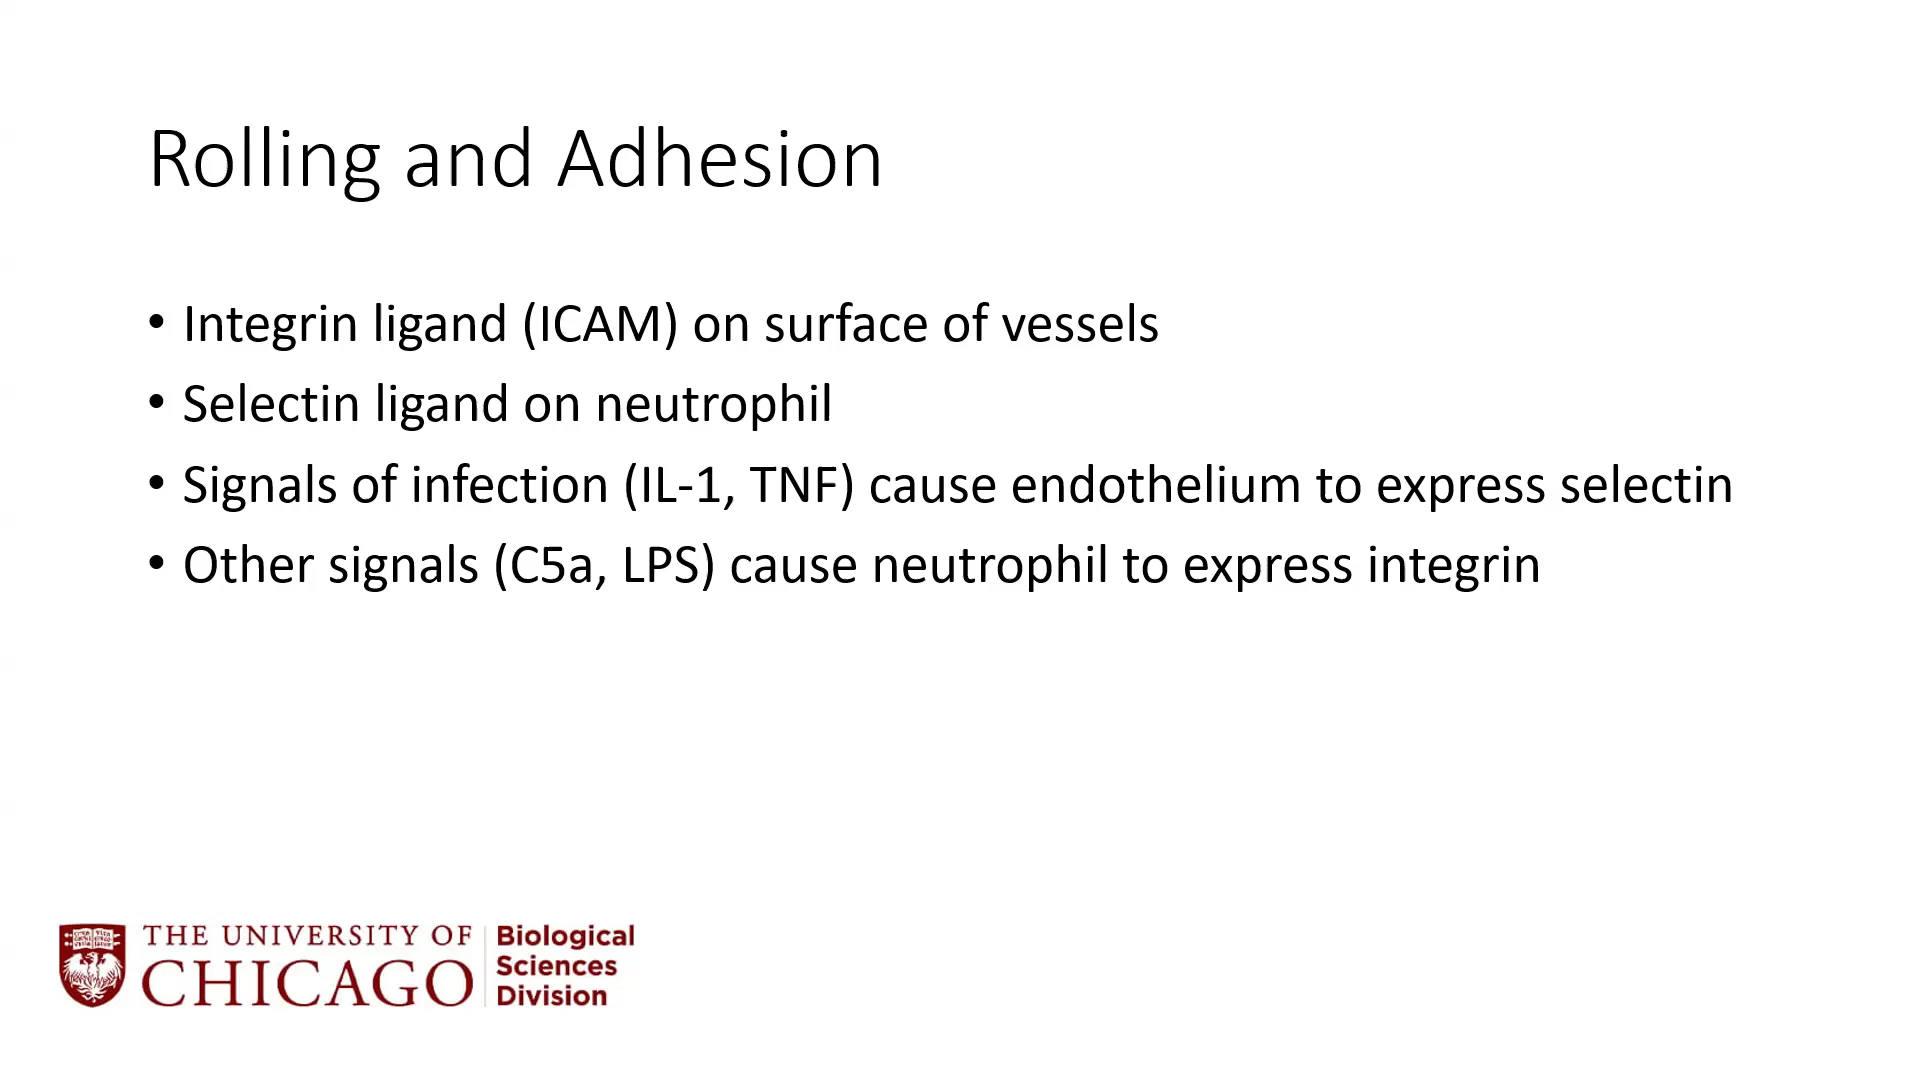 Rolling and Adhesion
• Integrin ligand (ICAM) on surface of vessels
• Selectin ligand on neutrophil
• Signals of infection (IL-1, TNF) cause endothelium to express selectin
• Other signals (C5a, LPS) cause neutrophil to express integrin
THE UNIVERSITY OF
CHICAGO
Biological
Sciences
Division